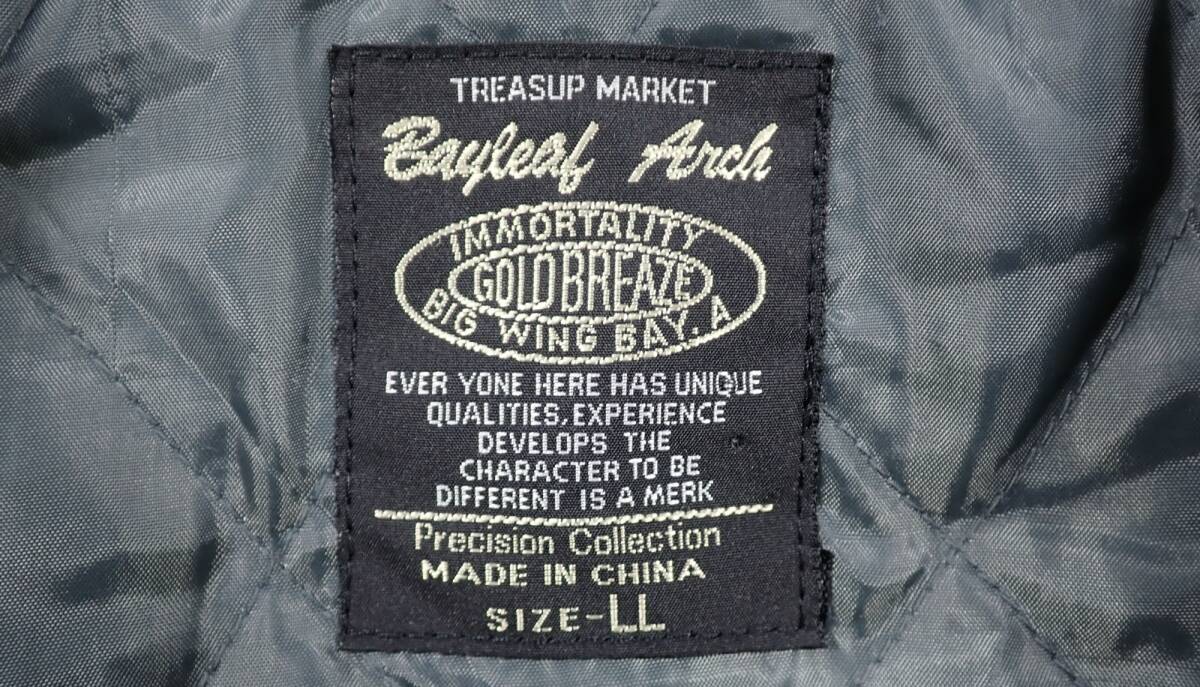 TREASUP MARKET
Bayleaf Arch
IMMORTALITY
GOLD BREAZE
BIG WING BAY. A
EVER YONE HERE HAS UNIQUE
QUALITIES, EXPERIENCE
DEVELOPS THE
CHARACTER TO BE
DIFFERENT IS A MERK
Precision Collection
MADE IN CHINA
SIZE-LL